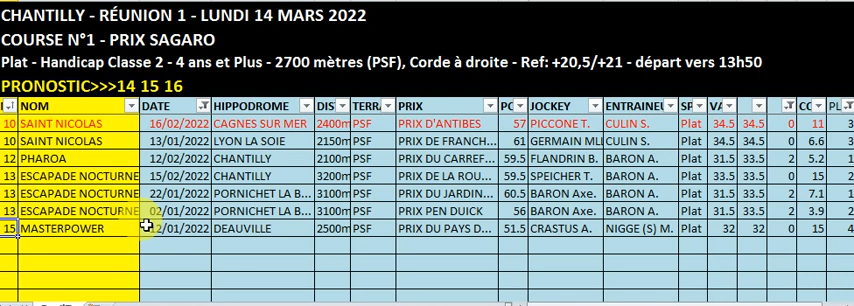 CHANTILLY - RÉUNION 1 - LUNDI 14 MARS 2022
COURSE N°1 - PRIX SAGARO
Plat - Handicap Classe 2 - 4 ans et Plus - 2700 mètres (PSF), Corde à droite - Ref: +20,5/+21 - départ vers 13h50
PRONOSTIC>>>14 15 16
NOM DATE HIPPODROME DIS TERRA PRIX PO JOCKEY ENTRAINEU SP VA CO PL
10 SAINT NICOLAS 16/02/2022 CAGNES SUR MER 2400m PSF PRIX D'ANTIBES 57 PICCONE T. CULIN S. Plat 34.5 34.5 0 11 3
10 SAINT NICOLAS 13/01/2022 LYON LA SOIE 2150m PSF PRIX DE FRANCH... 61 GERMAIN MLL CULIN S. Plat 34.5 34.5 0 6.6 3
12 PHAROA 12/02/2022 CHANTILLY 2100m PSF PRIX DU CARREF... 59.5 FLANDRIN B. BARON A. Plat 31.5 33.5 2 5.2 1
13 ESCAPADE NOCTURNE 15/02/2022 CHANTILLY 3200m PSF PRIX DE LA ROU... 59.5 SPEICHER T. BARON A. Plat 33.5 33.5 0 15 2
13 ESCAPADE NOCTURNE 22/01/2022 PORNICHET LA B... 3100m PSF PRIX DU JARDIN... 60.5 BARON Axe. BARON A. Plat 31.5 33.5 2 7.1 1
13 ESCAPADE NOCTURNE 02/01/2022 PORNICHET LA B... 3100m PSF PRIX PEN DUICK 56 BARON Axe. BARON A. Plat 31.5 33.5 2 3.9 2
15 MASTERPOWER 12/01/2022 DEAUVILLE 2500m PSF PRIX DU PAYS D... 51.5 CRASTUS A. NIGGE (S) M. Plat 32 32 0 15 4